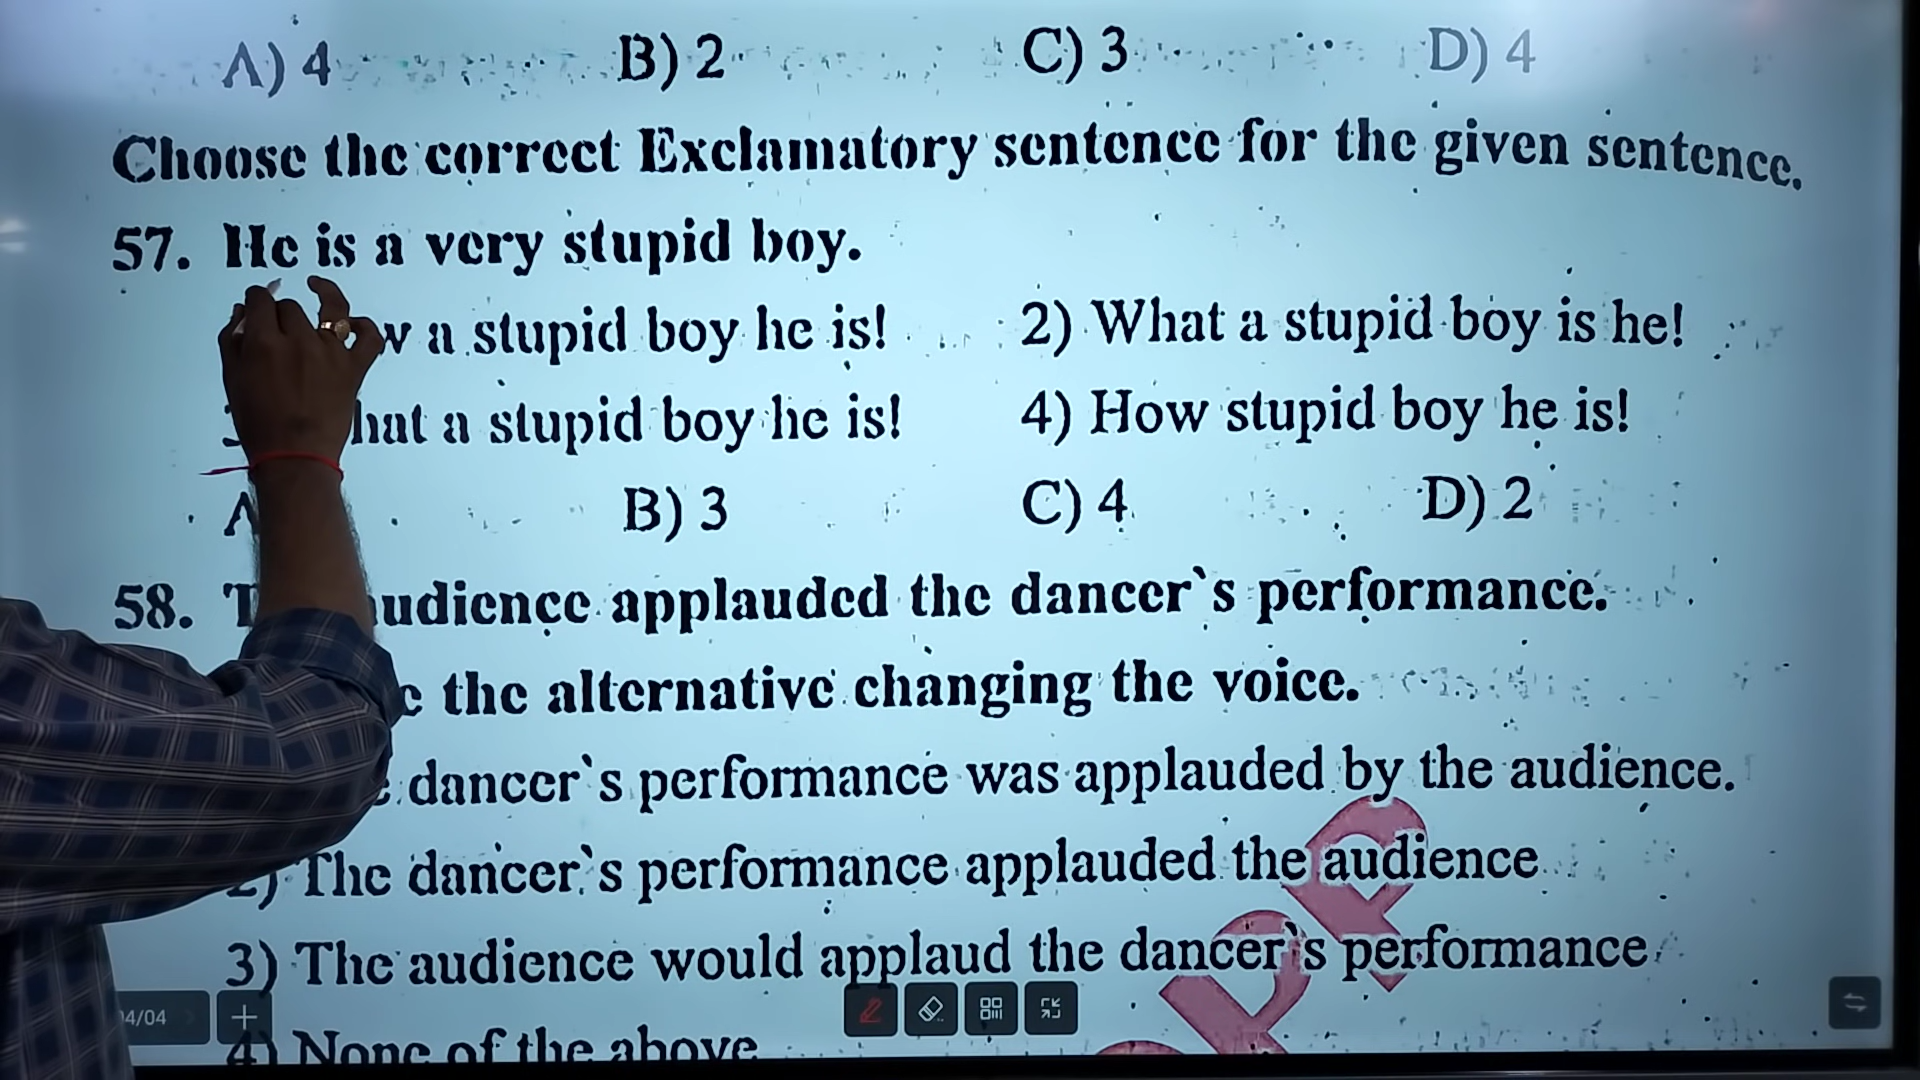 A) 4 B) 2 C) 3 D) 4
Choose the correct Exclamatory sentence for the given sentence.
57. He is a very stupid boy.
a stupid boy he is! 2) What a stupid boy is he!
a stupid boy he is! 4) How stupid boy he is!
B) 3 C) 4 D) 2
58. applauded the dancer`s performance.
the alternative changing the voice.
dancer`s performance was applauded by the audience.
2) The dancer`s performance applauded the audience
3) The audience would applaud the dancer`s performance
4) None of the above
04/04